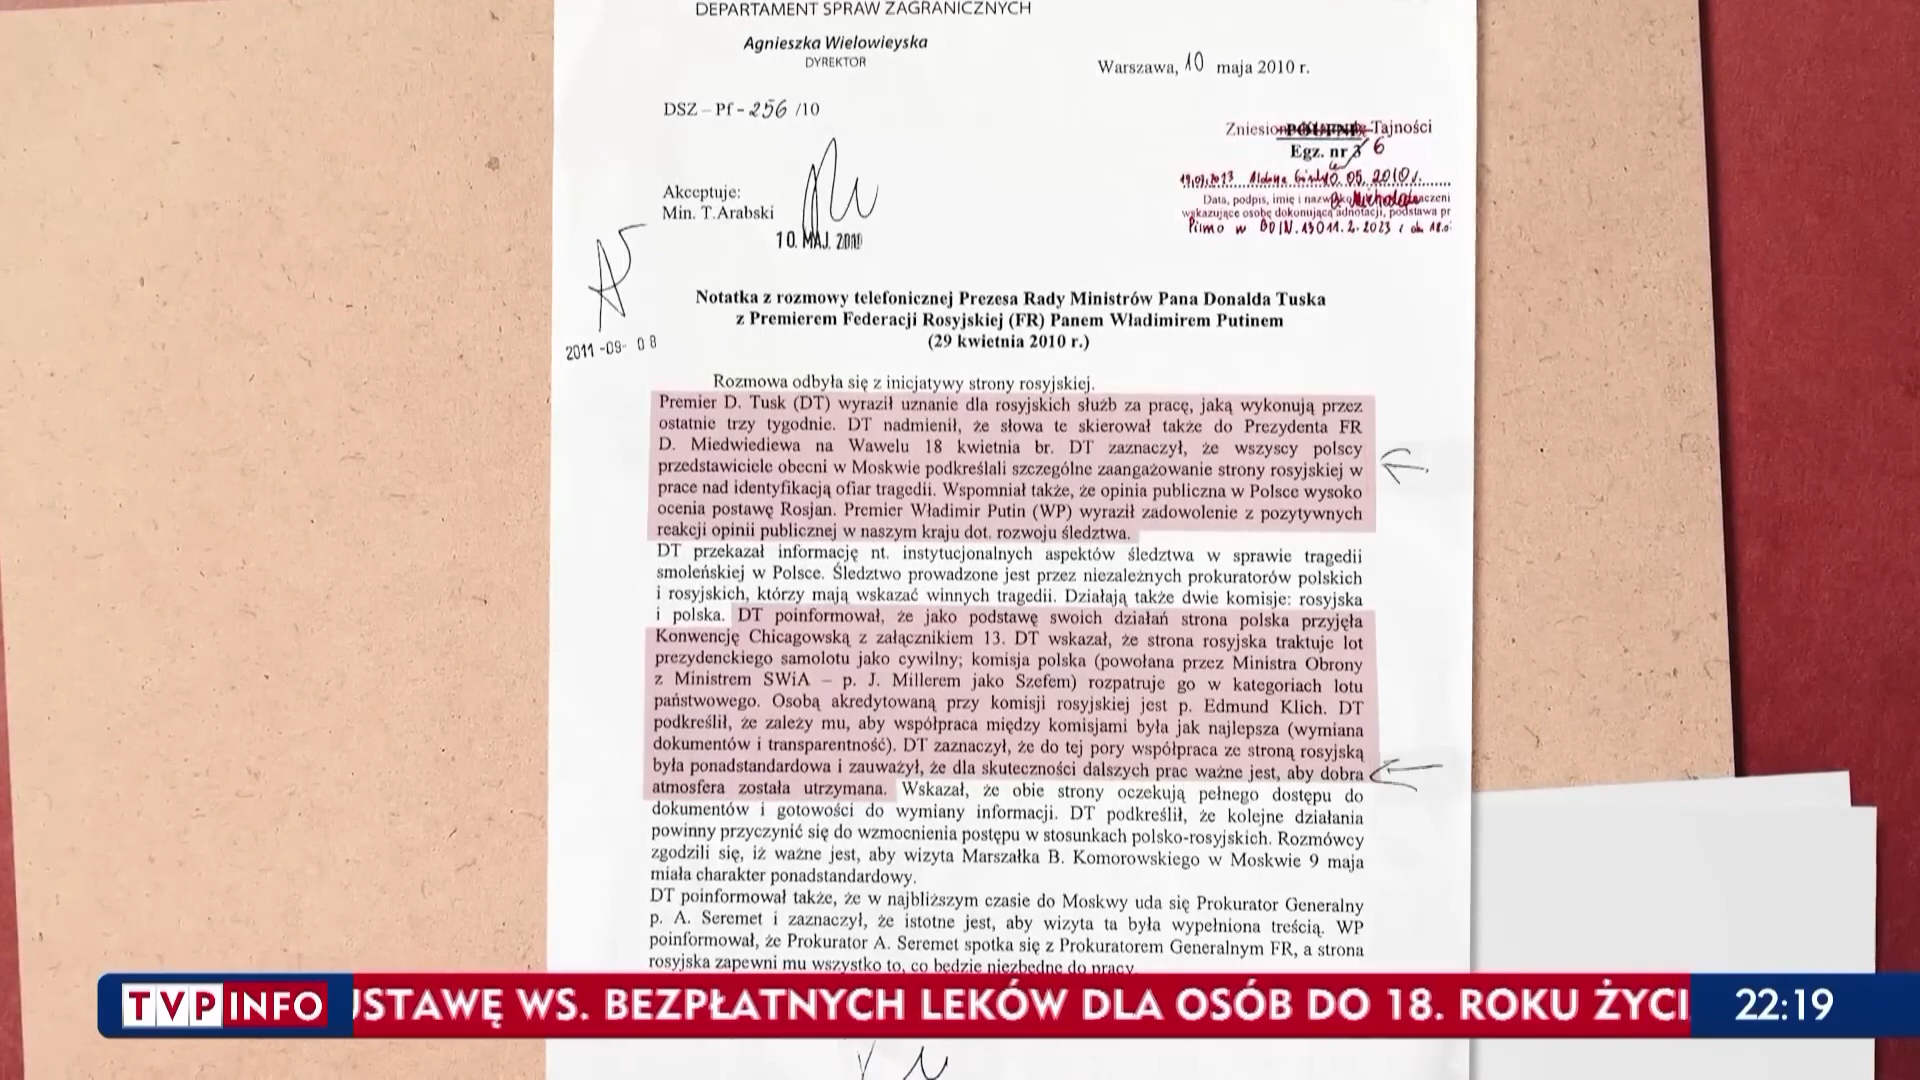 DEPARTAMENT SPRAW ZAGRANICZNYCH
Agnieszka Wielowieyska
DYREKTOR
Warszawa, 10 maja 2010 r.
DSZ – Pf – 256 /10
Zniesiono Tajności
Egz. nr 3 6
Akceptuje:
Min. T.Arabski
10. MAJ. 2010
05. 2010 r.
Data, podpis, imię i nazw
wskazujące osobę dokonującą adnotacji, podstawa pr
Pismo w
2011 -09- 08
Notatka z rozmowy telefonicznej Prezesa Rady Ministrów Pana Donalda Tuska
z Premierem Federacji Rosyjskiej (FR) Panem Władimirem Putinem
(29 kwietnia 2010 r.)
Rozmowa odbyła się z inicjatywy strony rosyjskiej.
Premier D. Tusk (DT) wyraził uznanie dla rosyjskich służb za pracę, jaką wykonują przez
ostatnie trzy tygodnie. DT nadmienił, że słowa te skierował także do Prezydenta FR
D. Miedwiediewa na Wawelu 18 kwietnia br. DT zaznaczył, że wszyscy polscy
przedstawiciele obecni w Moskwie podkreślali szczególne zaangażowanie strony rosyjskiej w
prace nad identyfikacją ofiar tragedii. Wspomniał także, że opinia publiczna w Polsce wysoko
ocenia postawę Rosjan. Premier Władimir Putin (WP) wyraził zadowolenie z pozytywnych
reakcji opinii publicznej w naszym kraju dot. rozwoju śledztwa.
DT przekazał informację nt. instytucjonalnych aspektów śledztwa w sprawie tragedii
smoleńskiej w Polsce. Śledztwo prowadzone jest przez niezależnych prokuratorów polskich
i rosyjskich, którzy mają wskazać winnych tragedii. Działają także dwie komisje: rosyjska
i polska. DT poinformował, że jako podstawę swoich działań strona polska przyjęła
Konwencję Chicagowską z załącznikiem 13. DT wskazał, że strona rosyjska traktuje lot
prezydenckiego samolotu jako cywilny; komisja polska (powołana przez Ministra Obrony
z Ministrem SWiA – p. J. Millerem jako Szefem) rozpatruje go w kategoriach lotu
państwowego. Osobą akredytowaną przy komisji rosyjskiej jest p. Edmund Klich. DT
podkreślił, że zależy mu, aby współpraca między komisjami była jak najlepsza (wymiana
dokumentów i transparentność). DT zaznaczył, że do tej pory współpraca ze stroną rosyjską
była ponadstandardowa i zauważył, że dla skuteczności dalszych prac ważne jest, aby dobra
atmosfera została utrzymana. Wskazał, że obie strony oczekują pełnego dostępu do
dokumentów i gotowości do wymiany informacji. DT podkreślił, że kolejne działania
powinny przyczynić się do wzmocnienia postępu w stosunkach polsko-rosyjskich. Rozmówcy
zgodzili się, iż ważne jest, aby wizyta Marszałka B. Komorowskiego w Moskwie 9 maja
miała charakter ponadstandardowy.
DT poinformował także, że w najbliższym czasie do Moskwy uda się Prokurator Generalny
p. A. Seremet i zaznaczył, że istotne jest, aby wizyta ta była wypełniona treścią. WP
poinformował, że Prokurator A. Seremet spotka się z Prokuratorem Generalnym FR, a strona
rosyjska zapewni mu wszystko to, co będzie niezbędne do pracy.
TVP INFO
USTAWĘ WS. BEZPŁATNYCH LEKÓW DLA OSÓB DO 18. ROKU ŻYCI
22:19